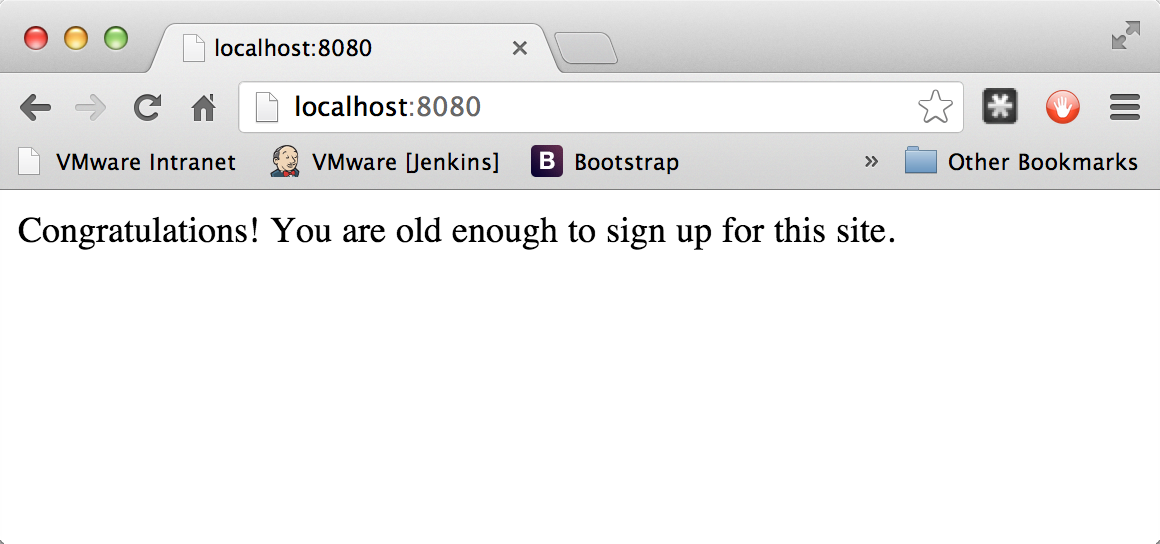 localhost:8080
localhost:8080
VMware Intranet VMware [Jenkins] B Bootstrap » Other Bookmarks
Congratulations! You are old enough to sign up for this site.